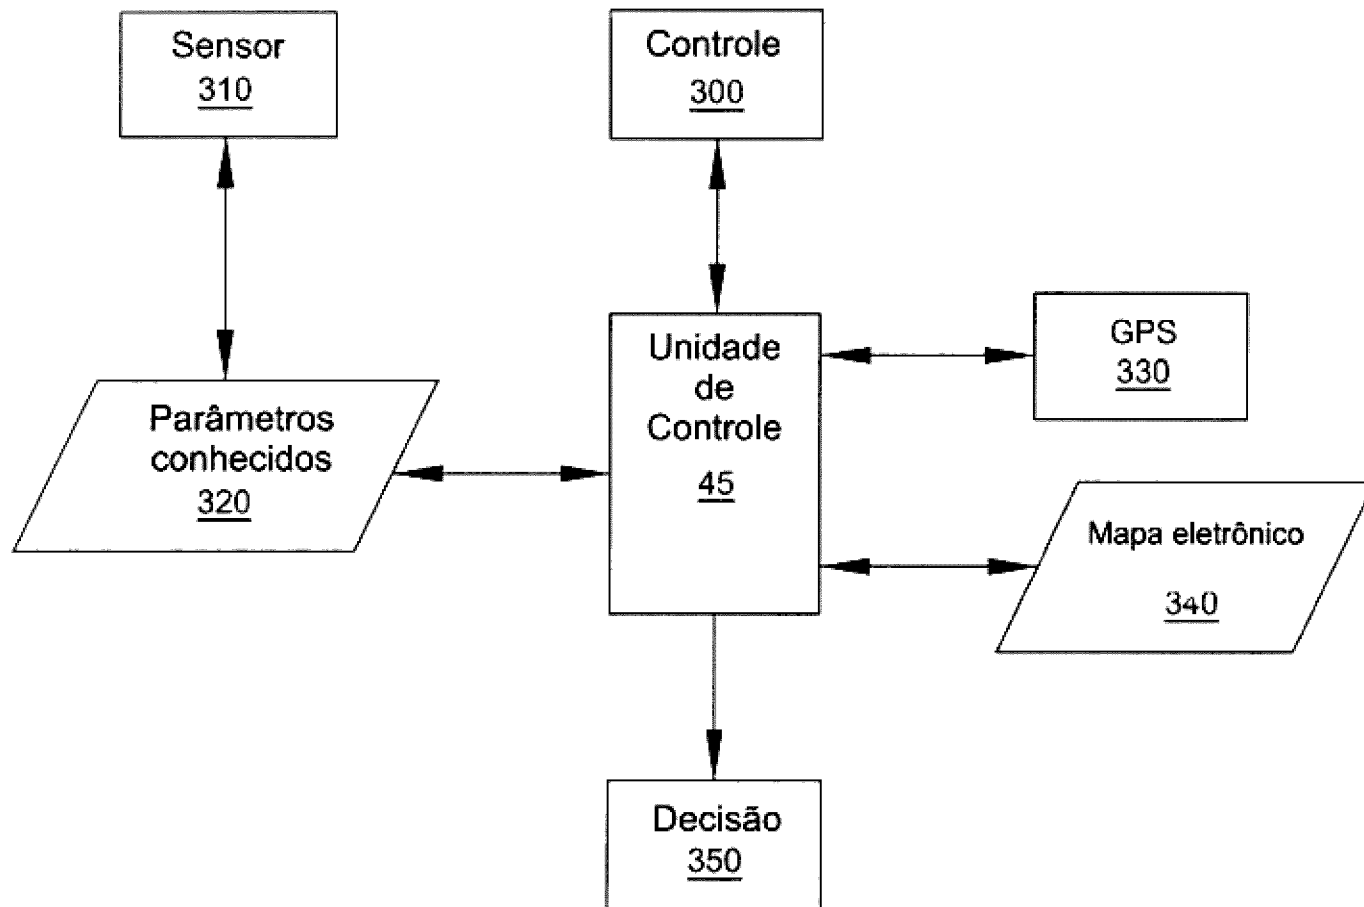 Sensor
310
Controle
300
Unidade
de
Controle
45
GPS
330
Parâmetros
conhecidos
320
Mapa eletrônico
340
Decisão
350